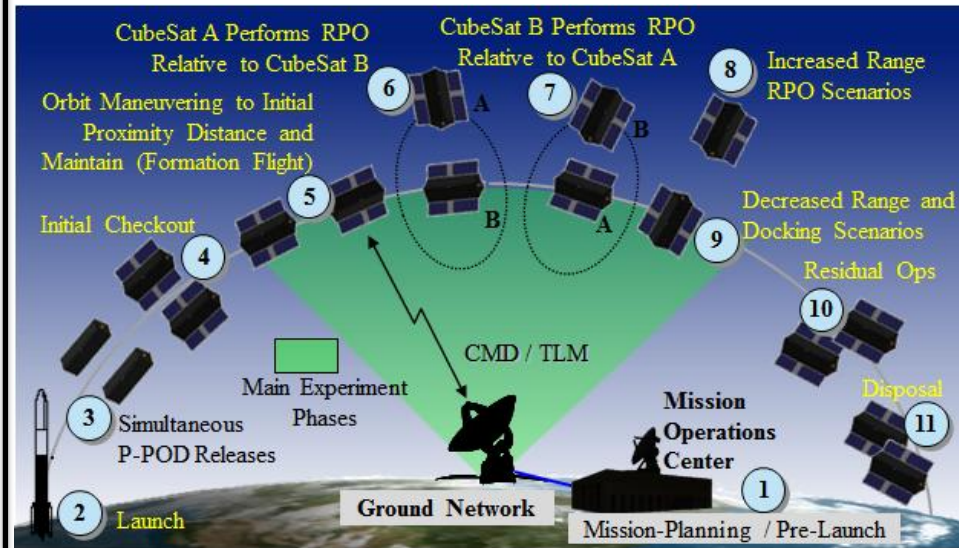 CubeSat A Performs RPO
Relative to CubeSat B
CubeSat B Performs RPO
Relative to CubeSat A
8
Increased Range
RPO Scenarios
6
7
A
B
Orbit Maneuvering to Initial
Proximity Distance and
Maintain (Formation Flight)
5
B
A
Initial Checkout
4
9
Decreased Range and
Docking Scenarios
Residual Ops
10
CMD / TLM
Main Experiment
Phases
3
Simultaneous
P-POD Releases
Disposal
11
Mission
Operations
Center
1
2
Launch
Ground Network
Mission-Planning / Pre-Launch